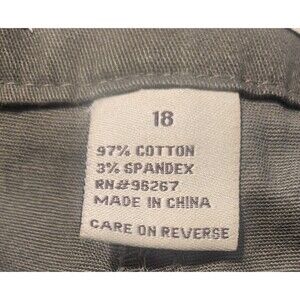 18
97% COTTON
3% SPANDEX
RN#96267
MADE IN CHINA
CARE ON REVERSE